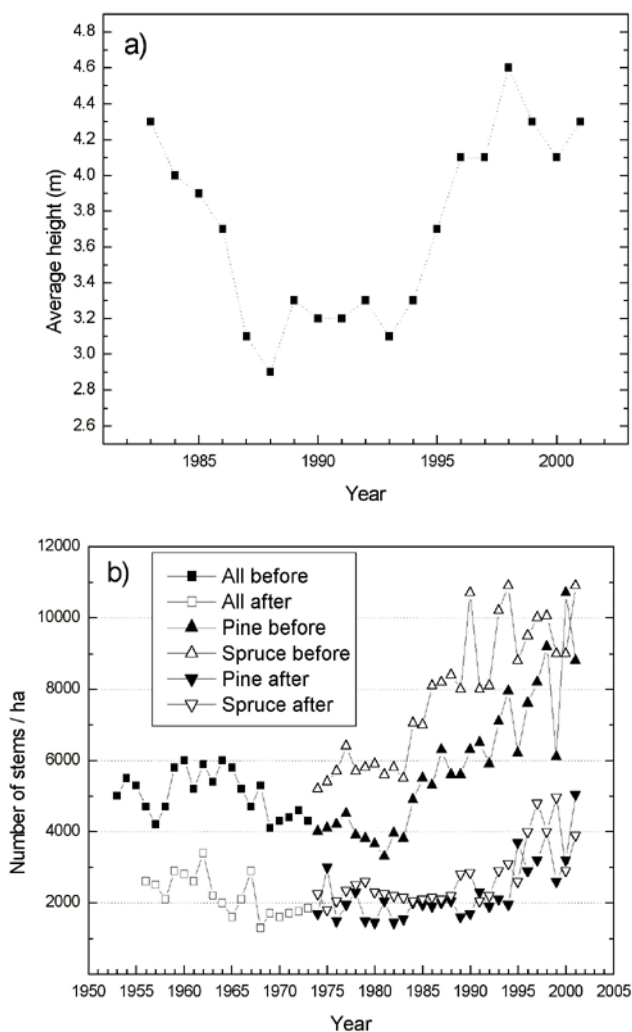 a)
4.8
4.6
4.4
4.2
4.0
3.8
3.6
3.4
3.2
3.0
2.8
2.6
Average height (m)
1985 1990 1995 2000
Year
b)
12000
10000
8000
6000
4000
2000
Number of stems / ha
All before
All after
Pine before
Spruce before
Pine after
Spruce after
1950 1955 1960 1965 1970 1975 1980 1985 1990 1995 2000 2005
Year